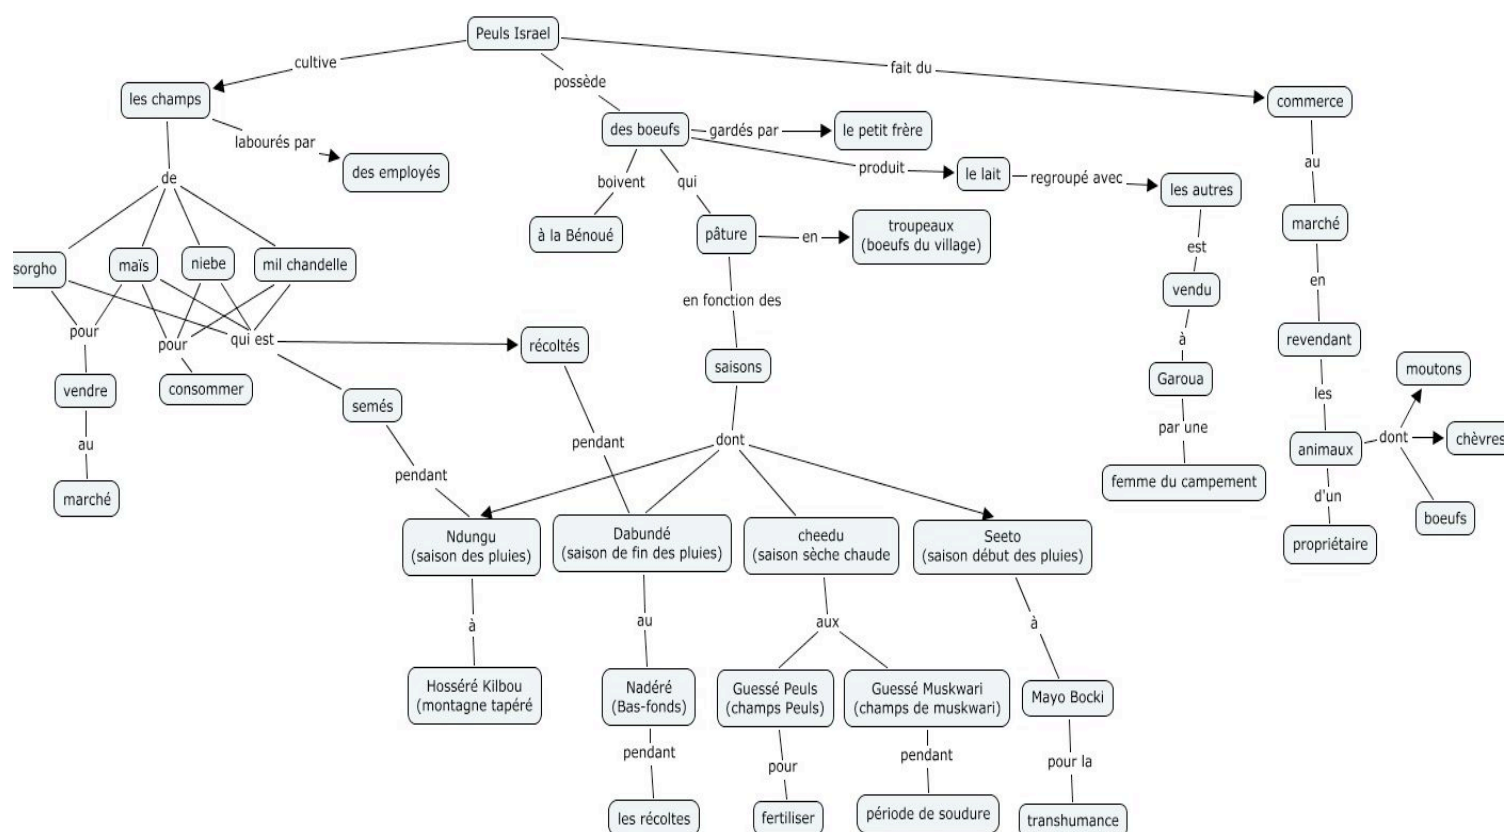 Peuls Israel
cultive
possède
fait du
les champs
des boeufs
gardés par
le petit frère
commerce
labourés par
des employés
de
boivent
qui
produit
le lait
regroupé avec
les autres
au
à la Bénoué
pâture
en
troupeaux
(boeufs du village)
est
marché
sorgho
maïs
niebe
mil chandelle
en fonction des
vendu
en
pour
pour
qui est
récoltés
à
revendant
vendre
consommer
semés
saisons
Garoua
les
moutons
au
pendant
pendant
dont
par une
animaux
dont
chèvres
marché
femme du campement
d'un
boeufs
propriétaire
Ndungu
(saison des pluies)
Dabundé
(saison de fin des pluies)
cheedu
(saison sèche chaude
Seeto
(saison début des pluies)
à
au
aux
à
Hosséré Kilbou
(montagne tapéré
Nadéré
(Bas-fonds)
Guessé Peuls
(champs Peuls)
Guessé Muskwari
(champs de muskwari)
Mayo Bocki
pendant
pour
pendant
pour la
les récoltes
fertiliser
période de soudure
transhumance